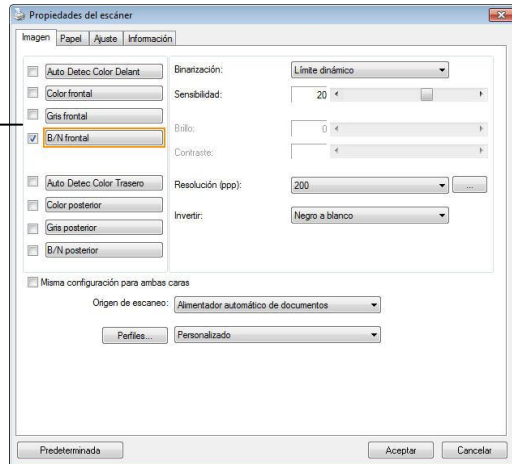 Propiedades del escáner
Imagen Papel Ajuste Información
Auto Detec Color Delant
Color frontal
Gris frontal
B/N frontal
Auto Detec Color Trasero
Color posterior
Gris posterior
B/N posterior
Binarización: Límite dinámico
Sensibilidad: 20
Brillo: 0
Contraste:
Resolución (ppp): 200 ...
Invertir: Negro a blanco
Misma configuración para ambas caras
Origen de escaneo: Alimentador automático de documentos
Perfiles... Personalizado
Predeterminada Aceptar Cancelar